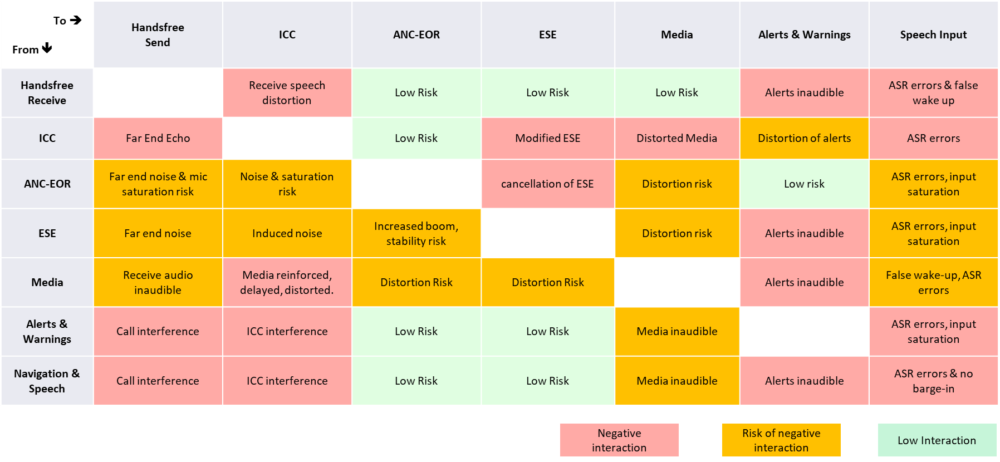 To →
From ↓
Handsfree
Send
ICC
ANC-EOR
ESE
Media
Alerts & Warnings
Speech Input
Handsfree
Receive
Receive speech
distortion
Low Risk
Low Risk
Low Risk
Alerts inaudible
ASR errors & false
wake up
ICC
Far End Echo
Low Risk
Modified ESE
Distorted Media
Distortion of alerts
ASR errors
ANC-EOR
Far end noise & mic
saturation risk
Noise & saturation
risk
cancellation of ESE
Distortion risk
Low risk
ASR errors, input
saturation
ESE
Far end noise
Induced noise
Increased boom,
stability risk
Distortion risk
Alerts inaudible
ASR errors, input
saturation
Media
Receive audio
inaudible
Media reinforced,
delayed, distorted.
Distortion Risk
Distortion Risk
Alerts inaudible
False wake-up, ASR
errors
Alerts &
Warnings
Call interference
ICC interference
Low Risk
Low Risk
Media inaudible
ASR errors, input
saturation
Navigation &
Speech
Call interference
ICC interference
Low Risk
Low Risk
Media inaudible
Alerts inaudible
ASR errors & no
barge-in
Negative
interaction
Risk of negative
interaction
Low Interaction